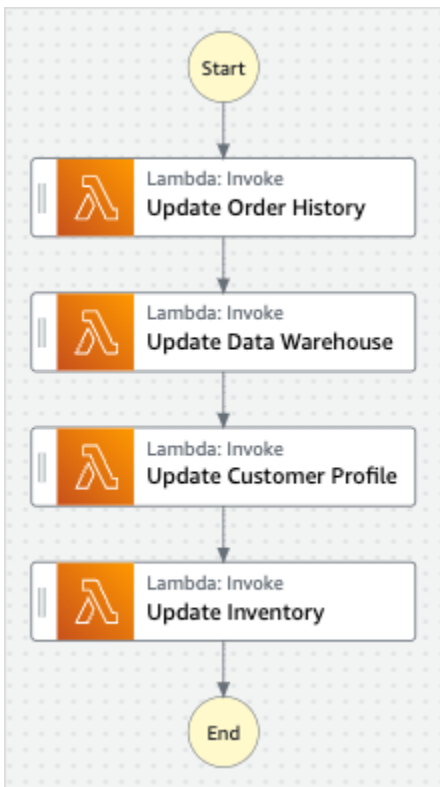 Start
Lambda: Invoke
Update Order History
Lambda: Invoke
Update Data Warehouse
Lambda: Invoke
Update Customer Profile
Lambda: Invoke
Update Inventory
End